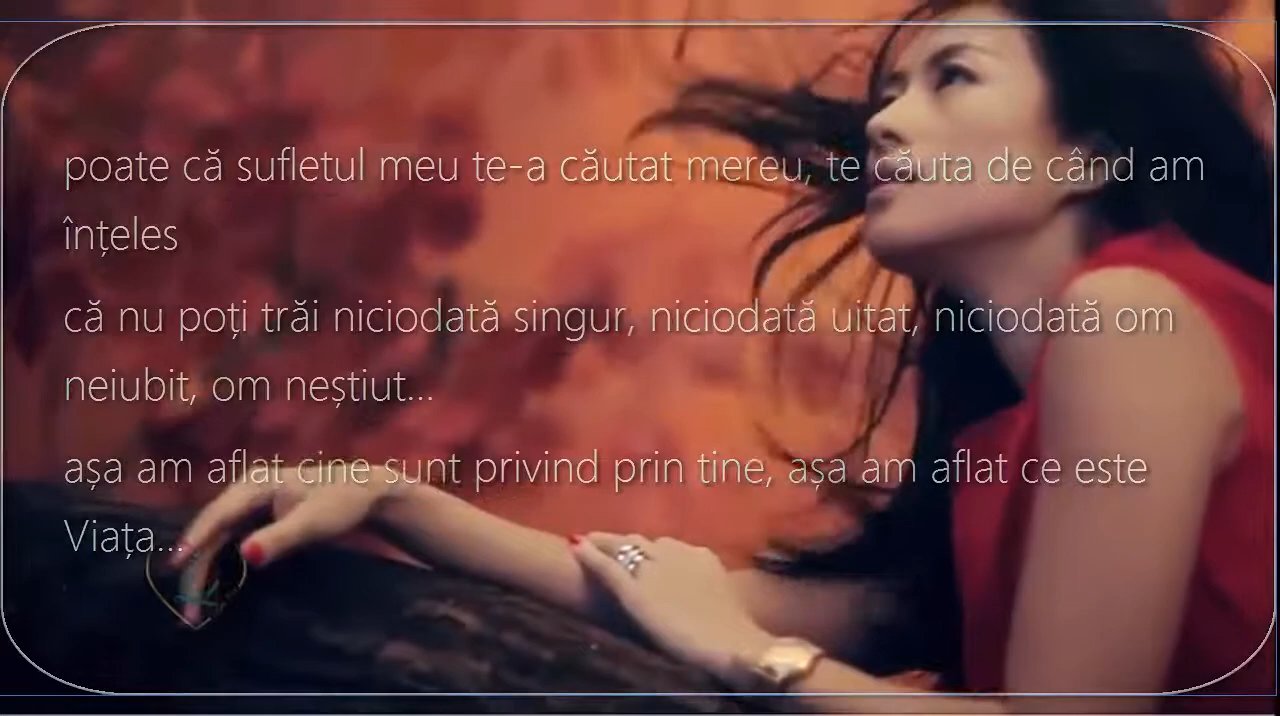 poate că sufletul meu te-a căutat mereu, te căuta de când am
înțeles
că nu poți trăi niciodată singur, niciodată uitat, niciodată om
neiubit, om neștiut...
așa am aflat cine sunt privind prin tine, așa am aflat ce este
Viața...